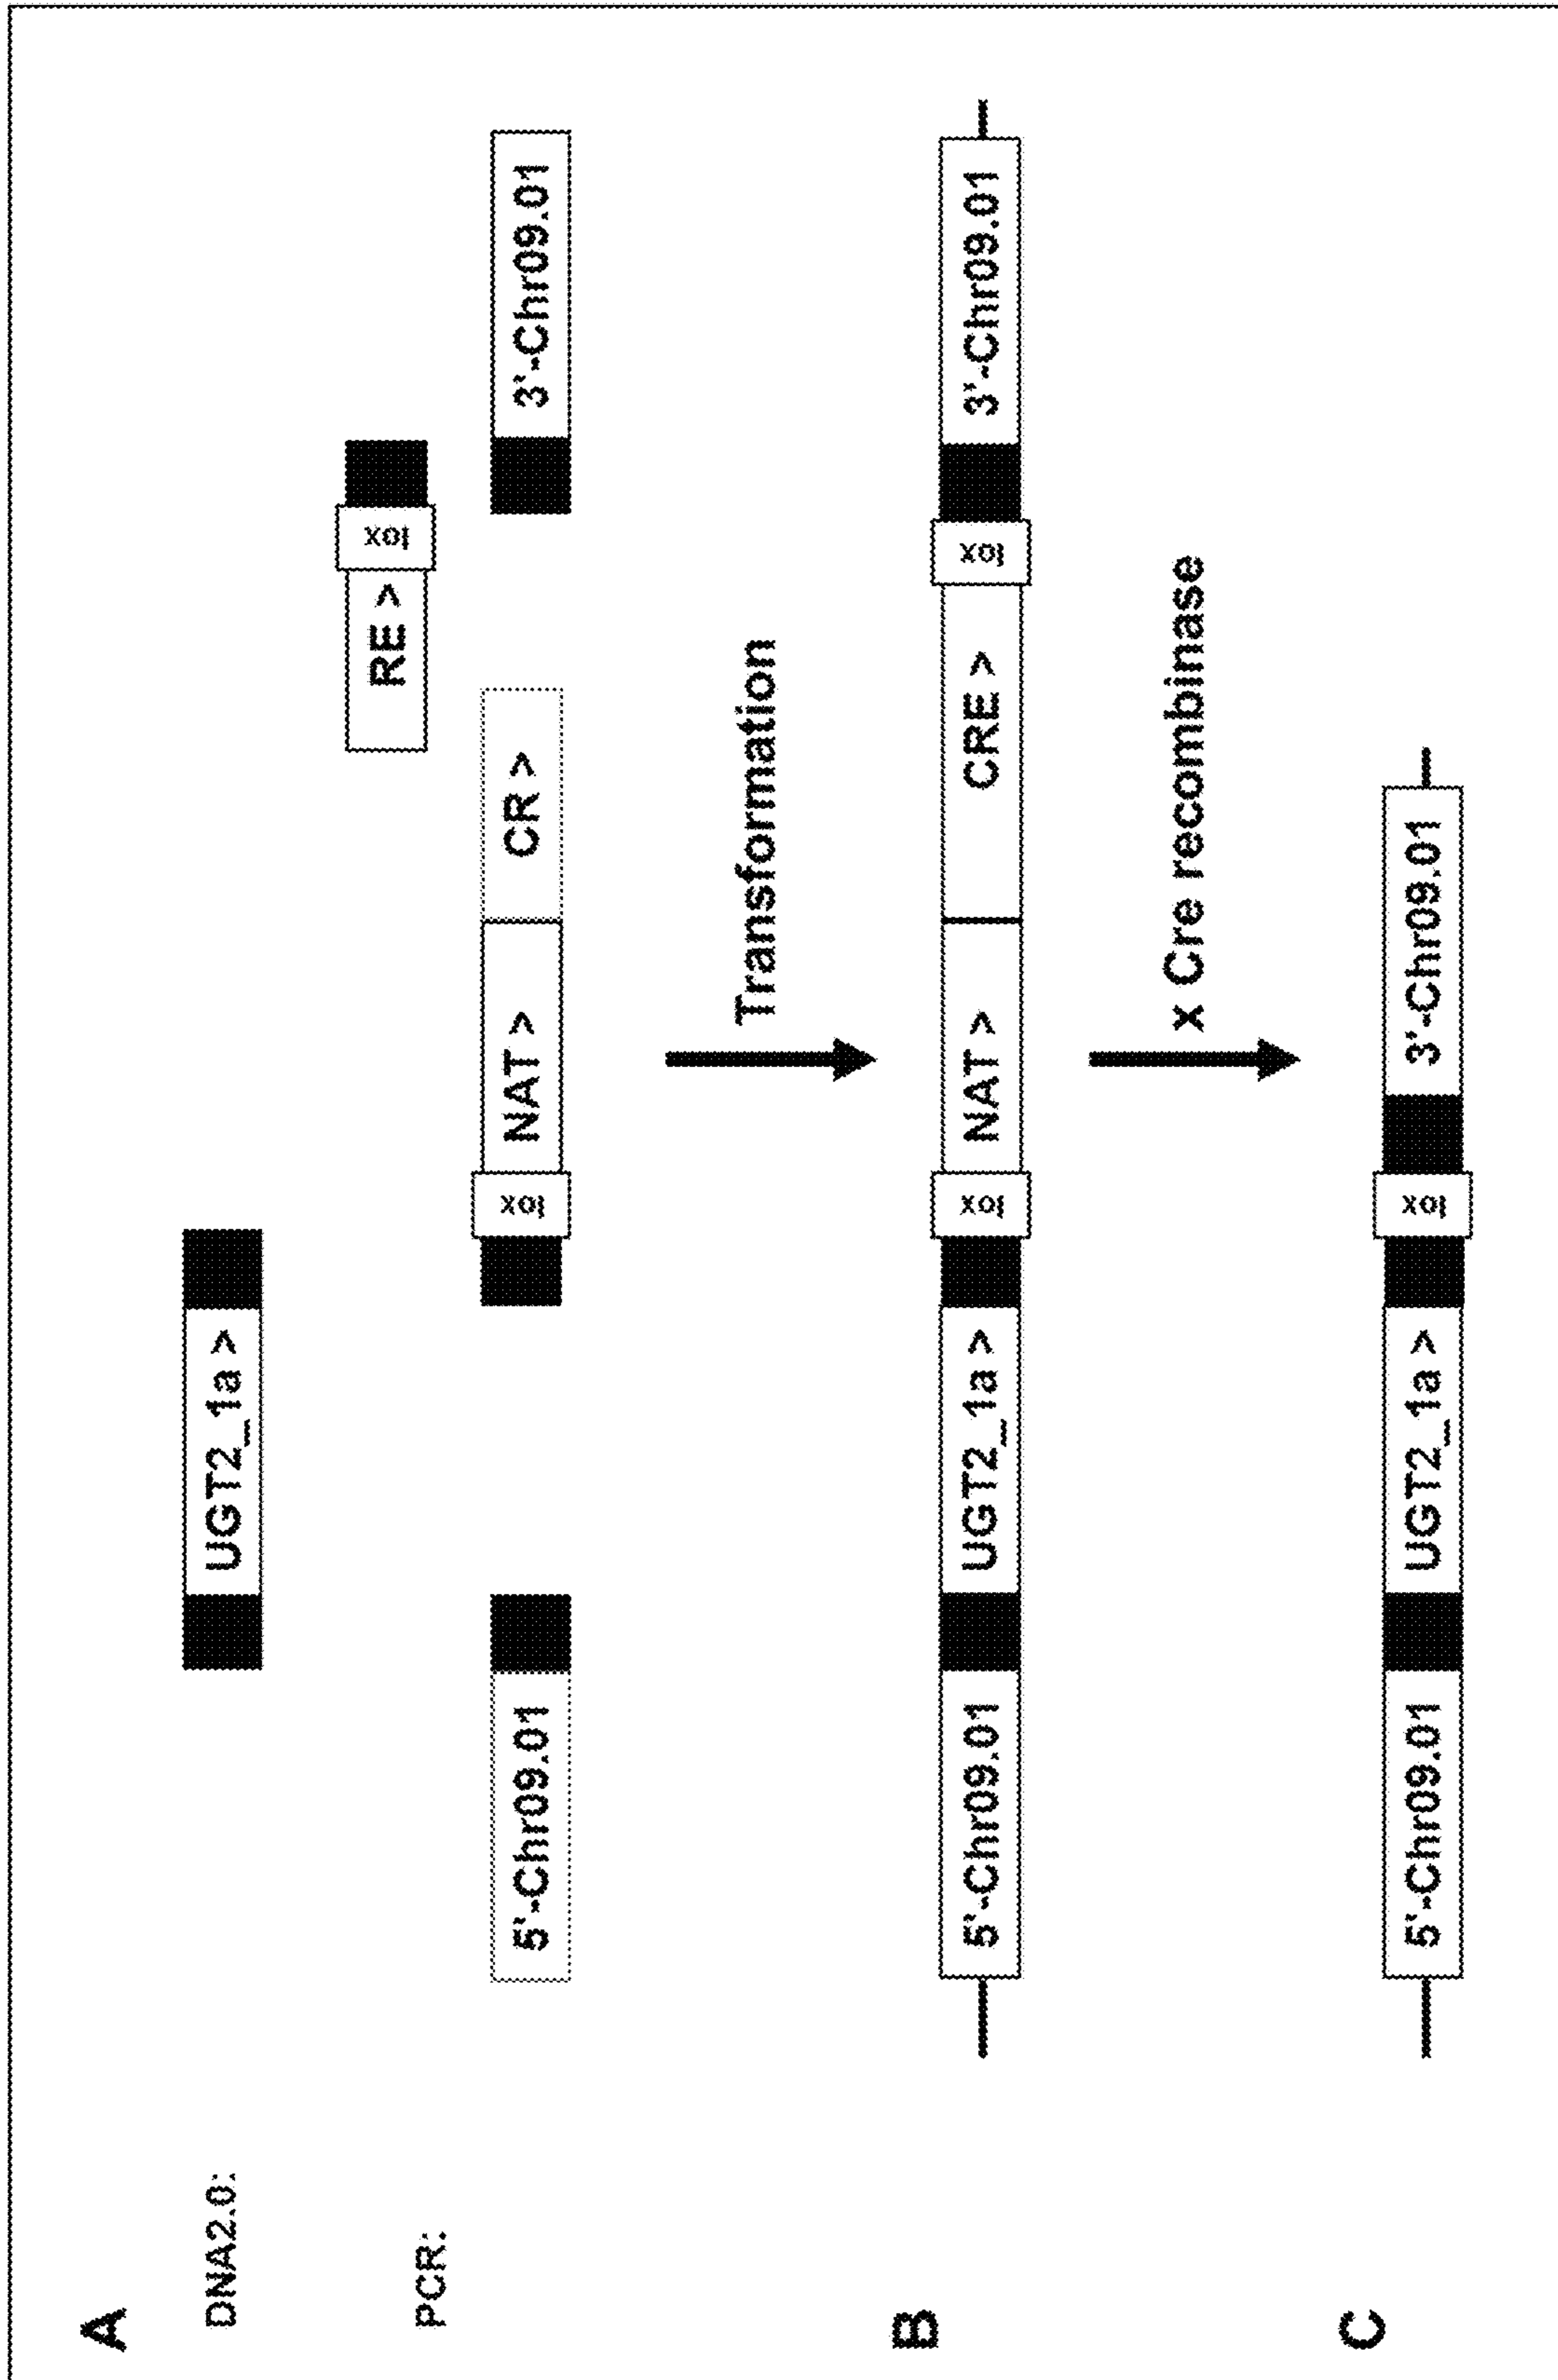 A
DNA2.0:
UGT2_1a >
PCR:
RE >
lox
5'-Chr09.01
lox
NAT >
CR >
3'-Chr09.01
Transformation
B
5'-Chr09.01
UGT2_1a >
lox
NAT >
CRE >
lox
3'-Chr09.01
x Cre recombinase
C
5'-Chr09.01
UGT2_1a >
lox
3'-Chr09.01